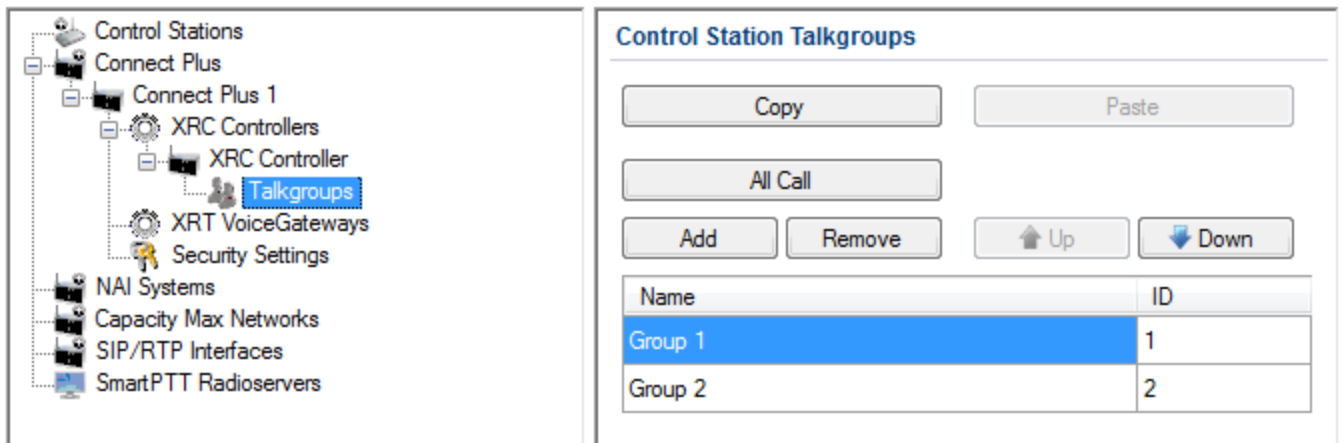 Control Stations
Connect Plus
Connect Plus 1
XRC Controllers
XRC Controller
Talkgroups
XRT VoiceGateways
Security Settings
NAI Systems
Capacity Max Networks
SIP/RTP Interfaces
SmartPTT Radioservers
Control Station Talkgroups
Copy Paste
All Call
Add Remove Up Down
Name ID
Group 1 1
Group 2 2